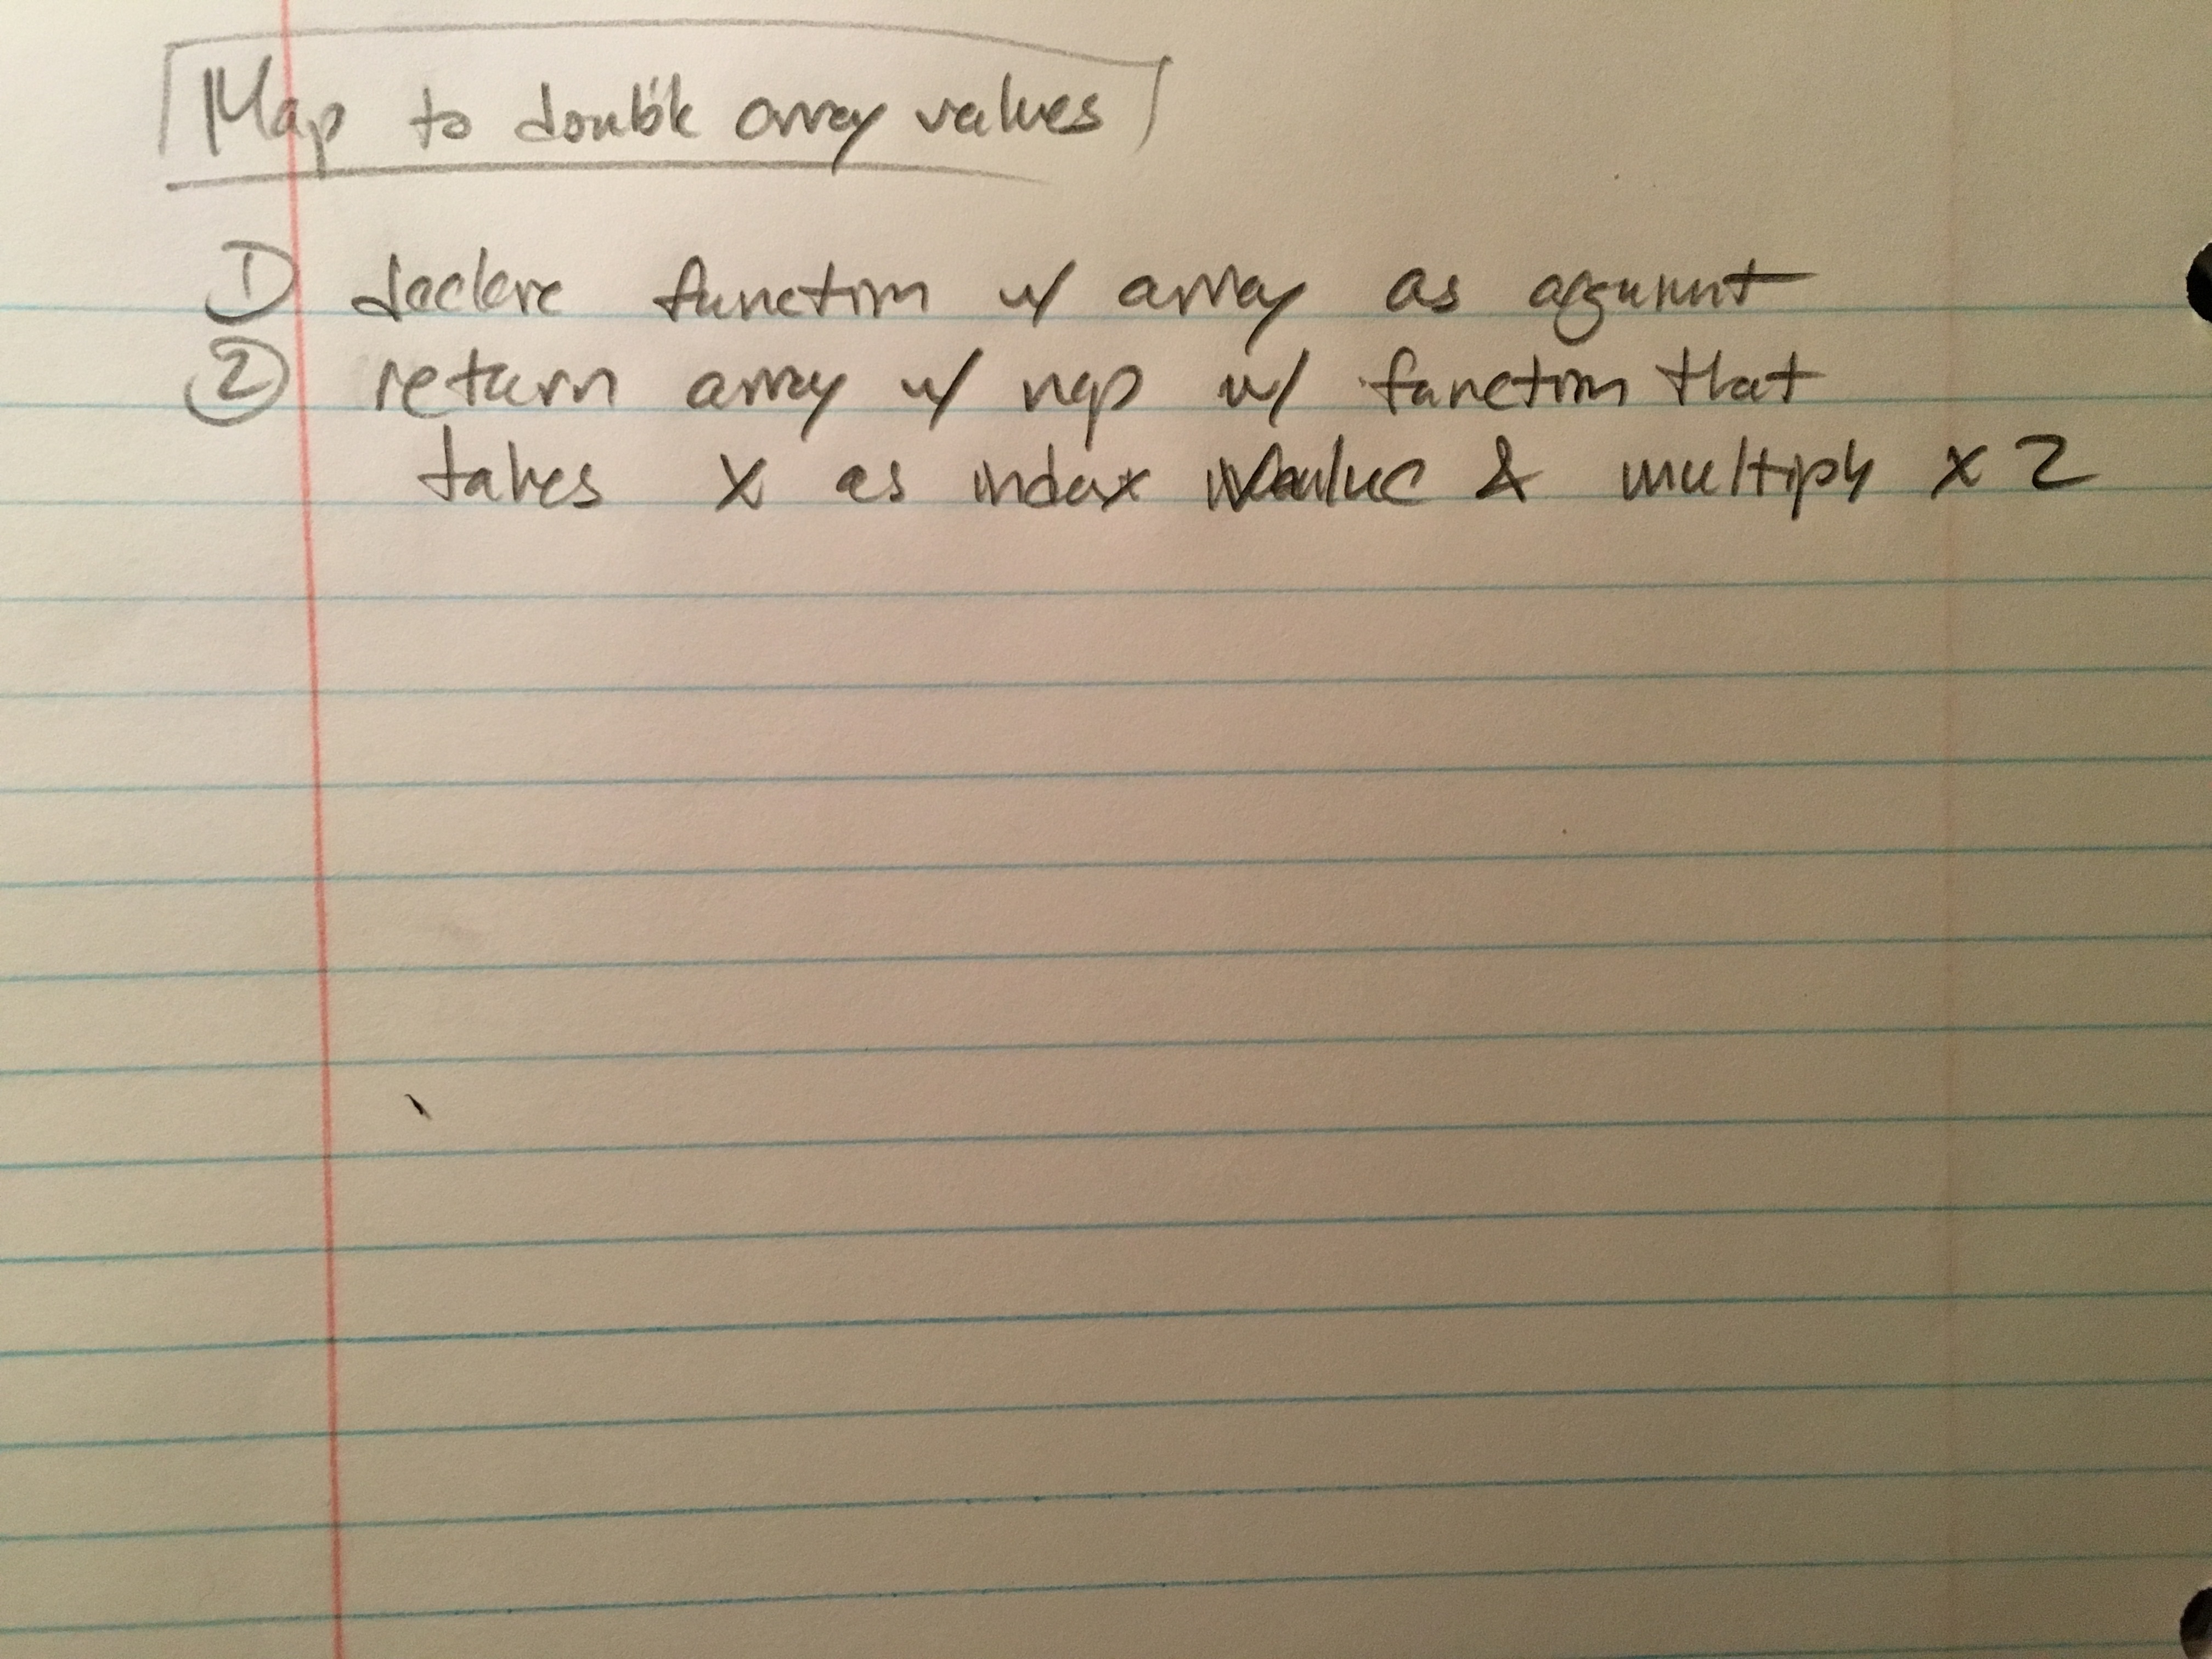 Map to double array values
① declare function w/ array as argument
② return array w/ map w/ function that
takes x as index value & multiply x 2